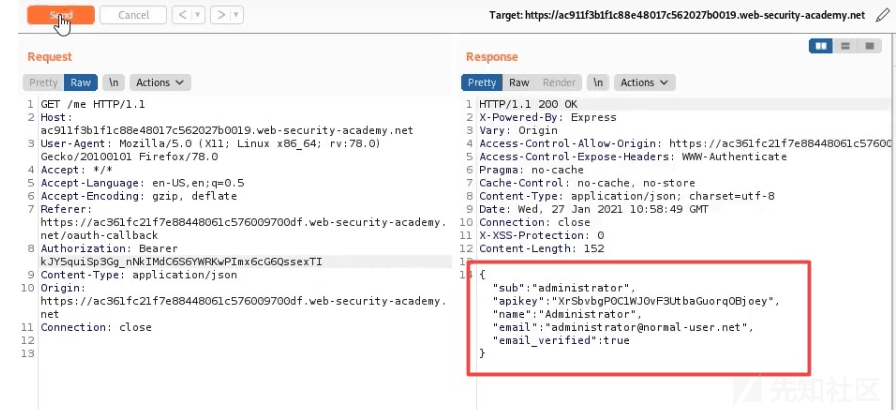 Send
Cancel
Target: https://ac911f3b1f1c88e48017c562027b0019.web-security-academy.net
Request
Pretty Raw \n Actions
1 GET /me HTTP/1.1
2 Host:
ac911f3b1f1c88e48017c562027b0019.web-security-academy.net
3 User-Agent: Mozilla/5.0 (X11; Linux x86_64; rv:78.0)
Gecko/20100101 Firefox/78.0
4 Accept: */*
5 Accept-Language: en-US,en;q=0.5
6 Accept-Encoding: gzip, deflate
7 Referer:
https://ac361fc21f7e88448061c576009700df.web-security-academy.
net/oauth-callback
8 Authorization: Bearer
kJY5quiSp3Gg_nNkIMdC6S6YWRKwPImx6cG6QssexTI
9 Content-Type: application/json
10 Origin:
https://ac361fc21f7e88448061c576009700df.web-security-academy.
net
11 Connection: close
12
13
Response
Pretty Raw Render \n Actions
1 HTTP/1.1 200 OK
2 X-Powered-By: Express
3 Vary: Origin
4 Access-Control-Allow-Origin: https://ac361fc21f7e88448061c57600
5 Access-Control-Expose-Headers: WWW-Authenticate
6 Pragma: no-cache
7 Cache-Control: no-cache, no-store
8 Content-Type: application/json; charset=utf-8
9 Date: Wed, 27 Jan 2021 10:58:49 GMT
10 Connection: close
11 X-XSS-Protection: 0
12 Content-Length: 152
13
14 {
"sub":"administrator",
"apikey":"XrSbvbgP0ClWJOvF3UtbaGuorqOBjoey",
"name":"Administrator",
"email":"administrator@normal-user.net",
"email_verified":true
}
先知社区